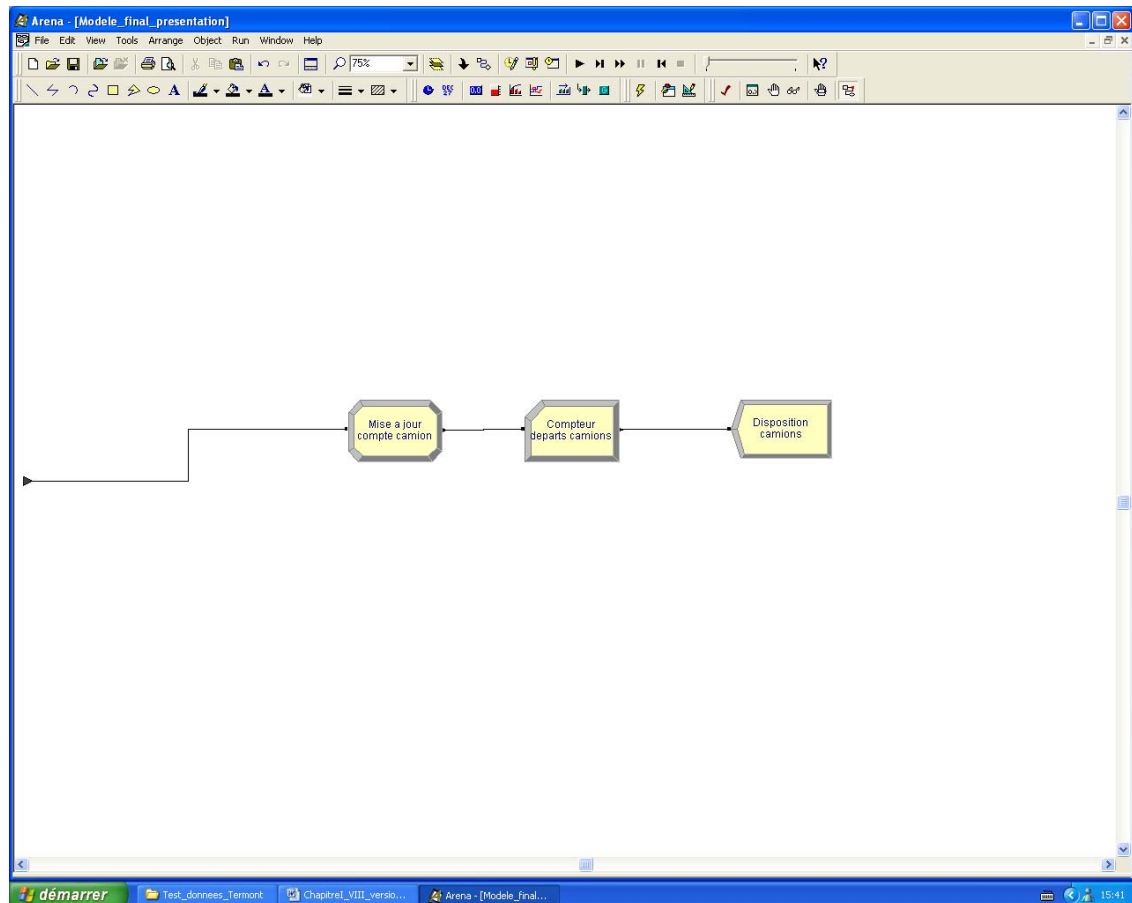 Arena - [Modele_final_presentation]
File Edit View Tools Arrange Object Run Window Help
75%
A A
Mise a jour
compte camion
Compteur
departs camions
Disposition
camions
démarrer Test_donnees_Termont ChapitreI_VIII_versio... Arena - [Modele_final... 15:41